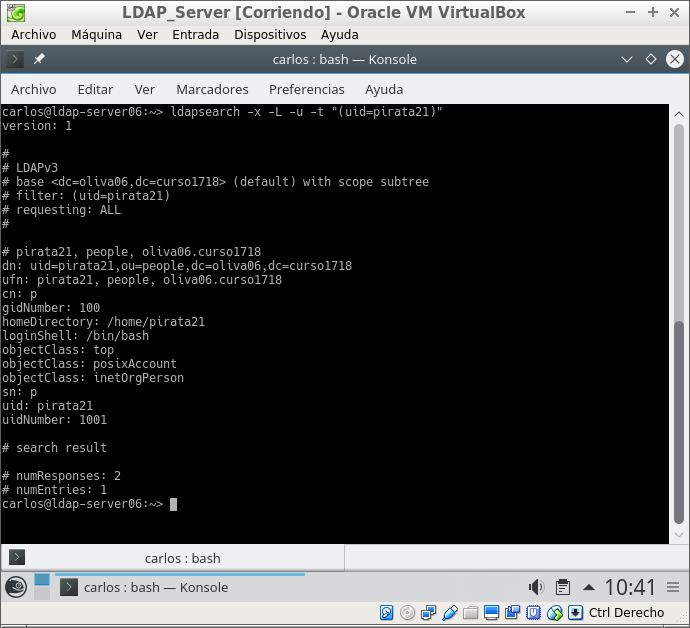 LDAP_Server [Corriendo] - Oracle VM VirtualBox
Archivo Máquina Ver Entrada Dispositivos Ayuda
carlos : bash — Konsole
Archivo Editar Ver Marcadores Preferencias Ayuda
carlos@ldap-server06:~> ldapsearch -x -L -u -t "(uid=pirata21)"
version: 1
#
# LDAPv3
# base <dc=oliva06,dc=curso1718> (default) with scope subtree
# filter: (uid=pirata21)
# requesting: ALL
#
# pirata21, people, oliva06.curso1718
dn: uid=pirata21,ou=people,dc=oliva06,dc=curso1718
ufn: pirata21, people, oliva06.curso1718
cn: p
gidNumber: 100
homeDirectory: /home/pirata21
loginShell: /bin/bash
objectClass: top
objectClass: posixAccount
objectClass: inetOrgPerson
sn: p
uid: pirata21
uidNumber: 1001
# search result
# numResponses: 2
# numEntries: 1
carlos@ldap-server06:~>
carlos : bash
carlos : bash — Konsole
10:41
Ctrl Derecho